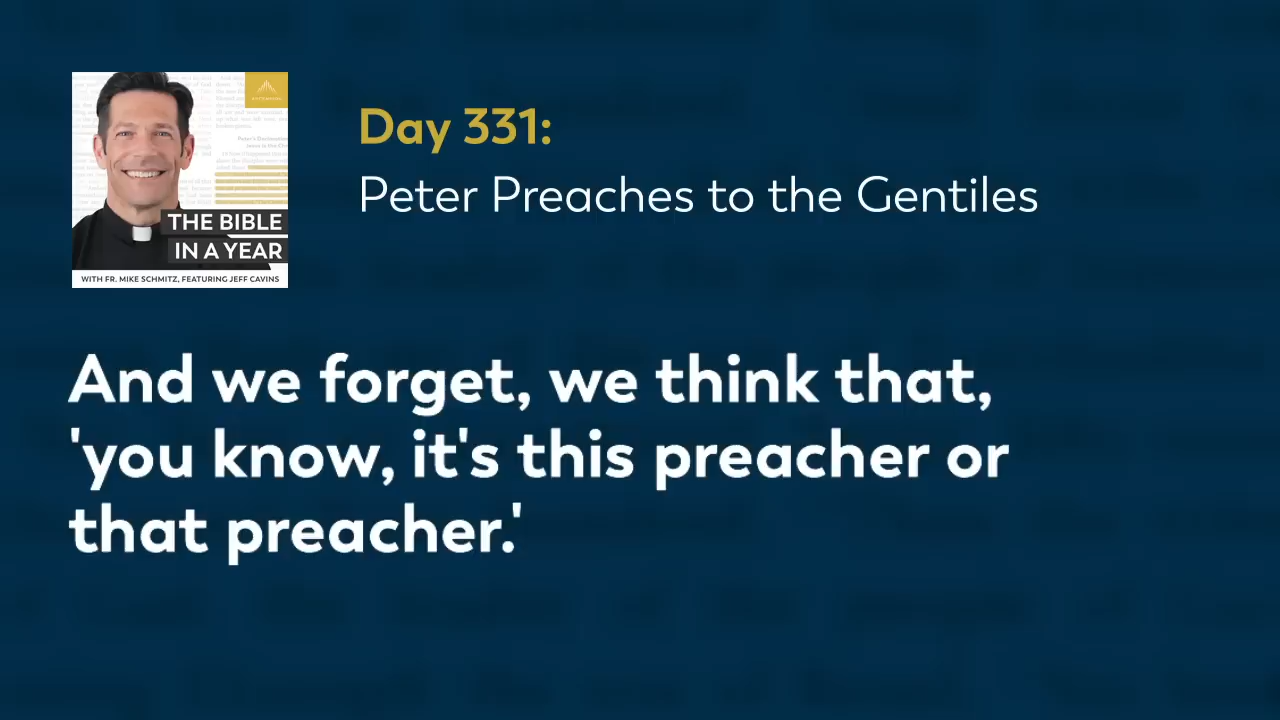 Day 331:
Peter Preaches to the Gentiles
THE BIBLE
IN A YEAR
WITH FR. MIKE SCHMITZ, FEATURING JEFF CAVINS
And we forget, we think that,
'you know, it's this preacher or
that preacher.'